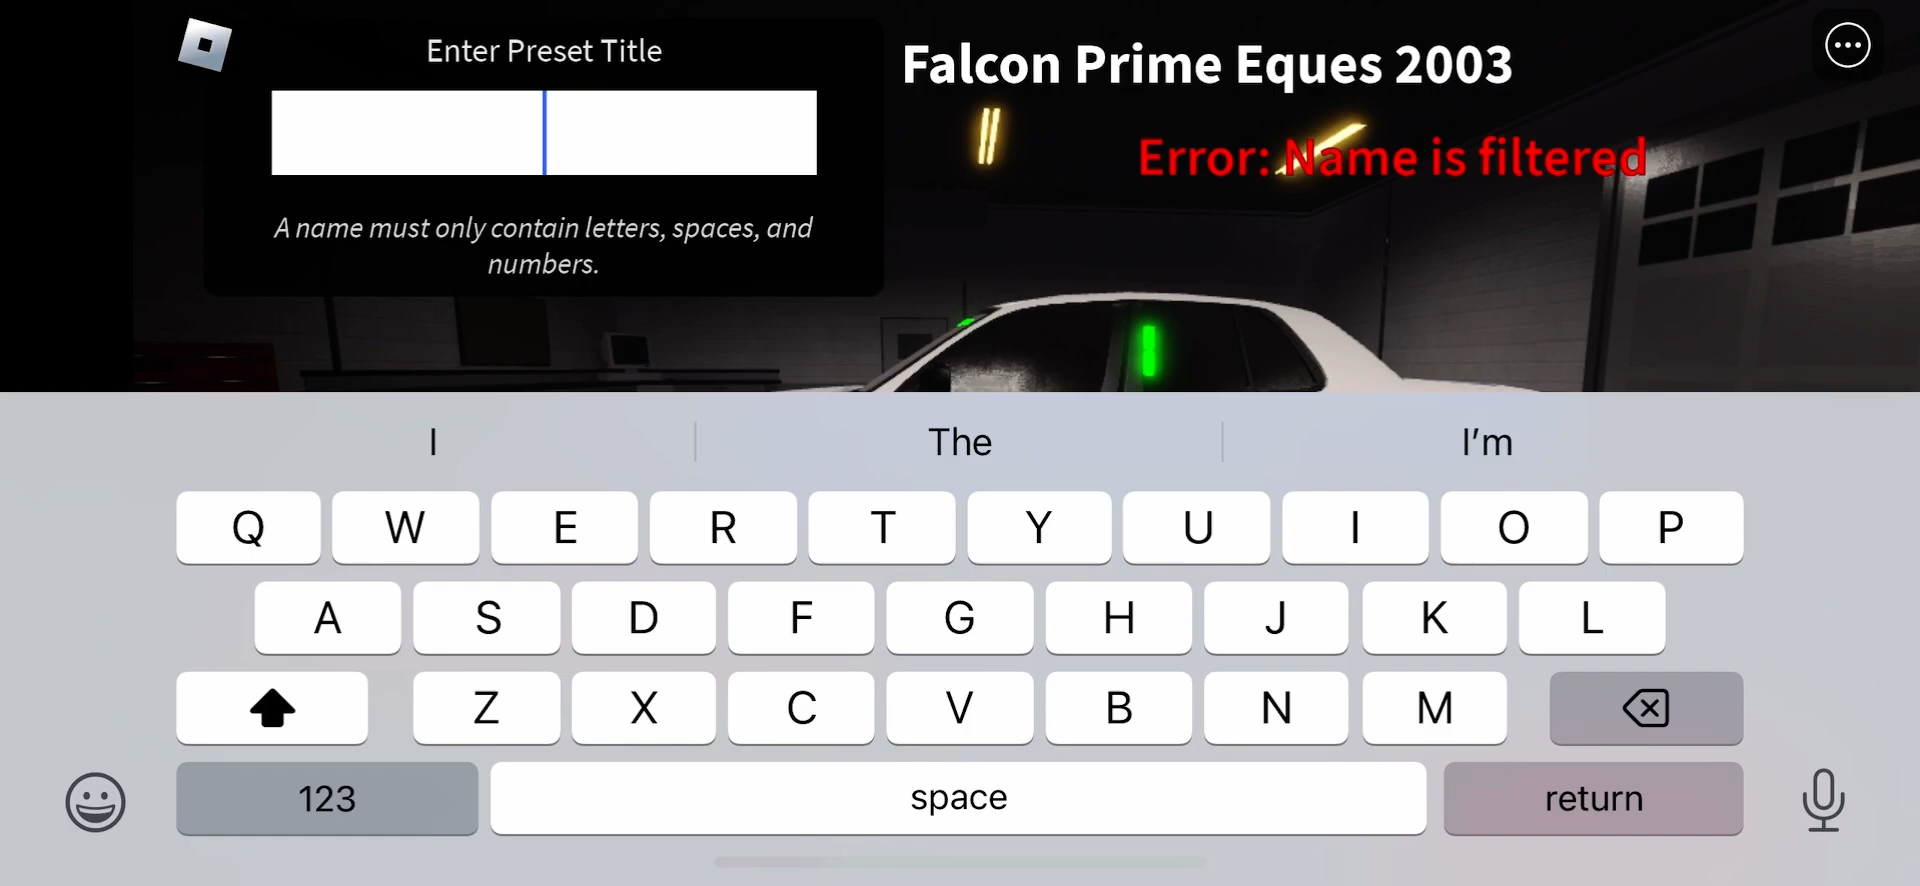 Enter Preset Title
Falcon Prime Eques 2003
Error: Name is filtered
A name must only contain letters, spaces, and
numbers.
I The I’m
Q W E R T Y U I O P
A S D F G H J K L
Z X C V B N M
123 space return